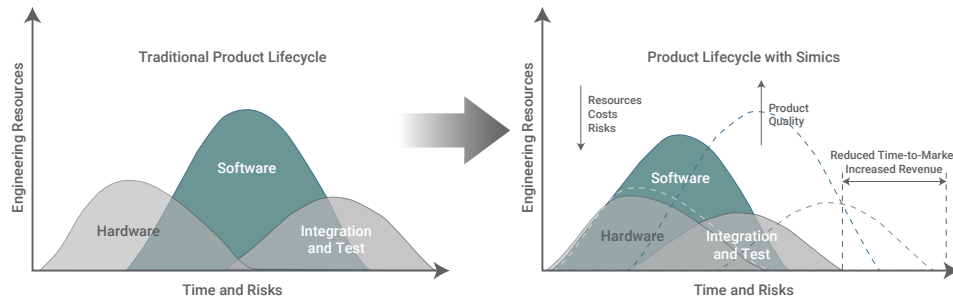 Traditional Product Lifecycle
Engineering Resources
Software
Hardware
Integration
and Test
Time and Risks
Product Lifecycle with Simics
Engineering Resources
Resources
Costs
Risks
Product
Quality
Reduced Time-to-Marke
Increased Revenue
Software
Hardware
Integration
and Test
Time and Risks